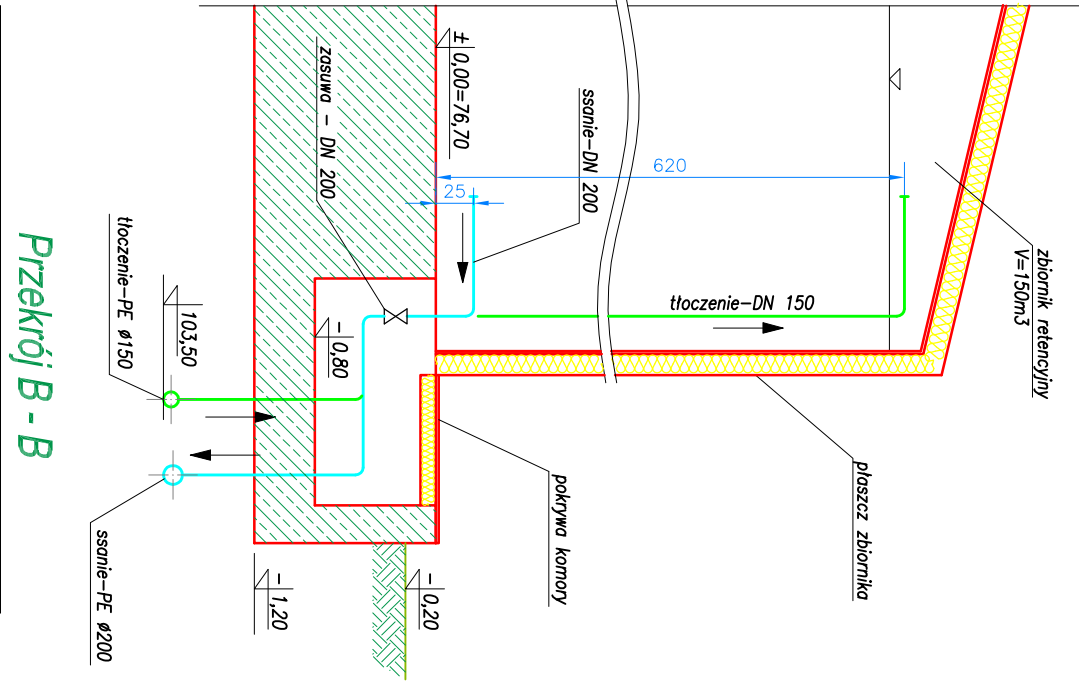 zbiornik retencyjny
V=150m3
płaszcz zbiornika
620
tłoczenie-DN 150
ssanie-DN 200
pokrywa komory
25
± 0,00=76,70
-0,20
zasuwa - DN 200
-0,80
-1,20
103,50
tłoczenie-PE ø150
ssanie-PE ø200
Przekrój B - B